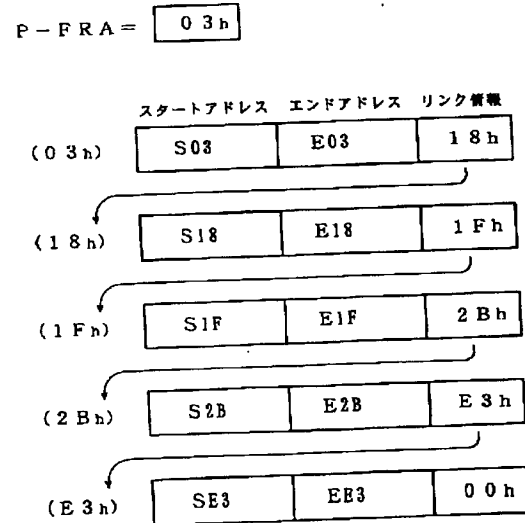 P-FRA= 03h
スタートアドレス エンドアドレス リンク情報
(03h) S03 E03 18h
(18h) S18 E18 1Fh
(1Fh) S1F E1F 2Bh
(2Bh) S2B E2B E3h
(E3h) SE3 EE3 00h